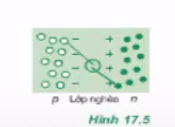 − +
− +
− +
− +
p Lớp nghèo n
Hình 17.5